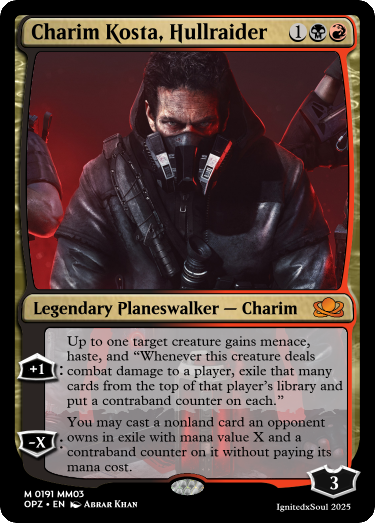 Charim Kosta, Hullraider 1
Legendary Planeswalker — Charim
+1 : Up to one target creature gains menace,
haste, and “Whenever this creature deals
combat damage to a player, exile that many
cards from the top of that player’s library and
put a contraband counter on each.”
-X : You may cast a nonland card an opponent
owns in exile with mana value X and a
contraband counter on it without paying its
mana cost.
3
M 0191 MM03
OPZ • EN Abrar Khan
IgnitedxSoul 2025